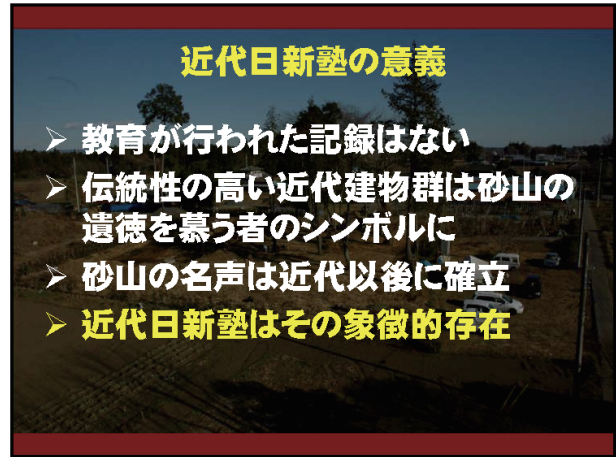 近代日新塾の意義
➢ 教育が行われた記録はない
➢ 伝統性の高い近代建物群は砂山の
遺徳を慕う者のシンボルに
➢ 砂山の名声は近代以後に確立
➢ 近代日新塾はその象徴的存在